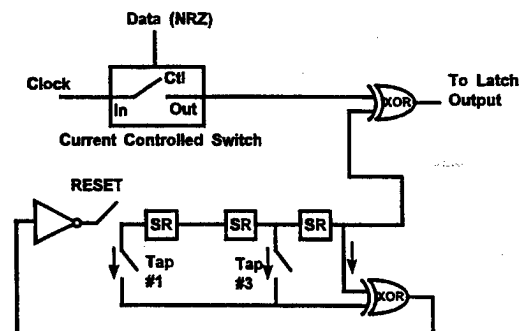 Data (NRZ)
Clock
Ctl
In
Out
Current Controlled Switch
XOR
To Latch
Output
RESET
SR
SR
SR
Tap
#1
Tap
#3
XOR